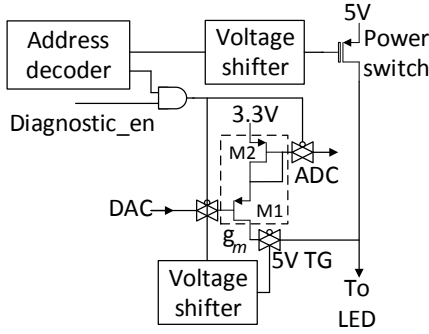 5V
Address
decoder
Voltage
shifter
Power
switch
Diagnostic_en
3.3V
M2
ADC
DAC
M1
gm
5V TG
Voltage
shifter
To
LED